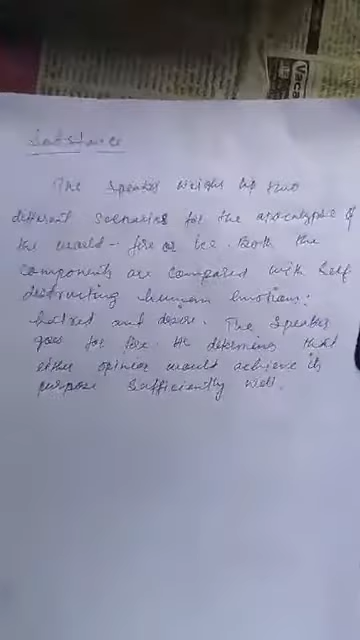 Vaca
Substance
The speaker weighs up two
different scenarios for the apocalypse of
the world - fire or ice. Both the
components are compared with self
destructing human emotions:
hatred and desire. The speaker
goes for fire. He determines that
either opinion would achieve its
purpose sufficiently well.